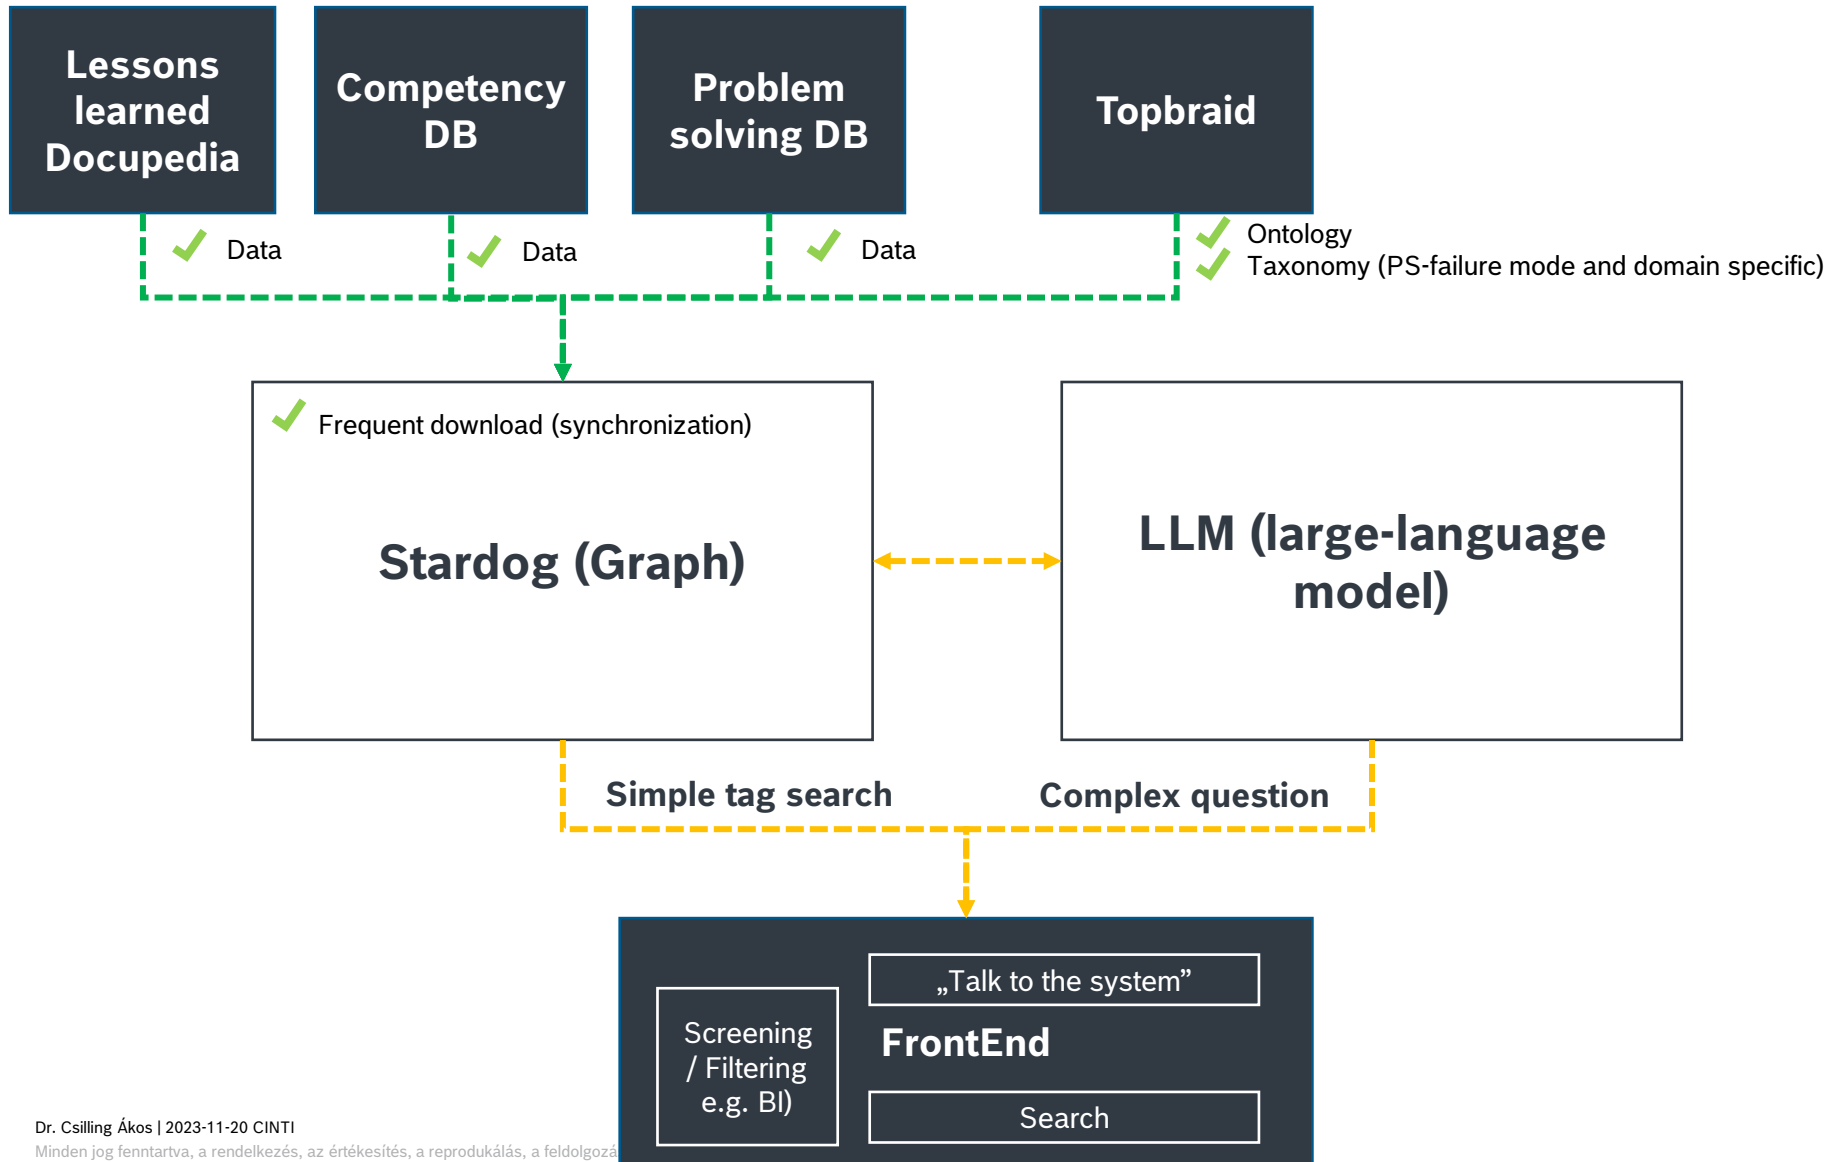 Lessons
learned
Docupedia
Competency
DB
Problem
solving DB
Topbraid
Data
Data
Data
Ontology
Taxonomy (PS-failure mode and domain specific)
Frequent download (synchronization)
Stardog (Graph)
LLM (large-language
model)
Simple tag search
Complex question
„Talk to the system”
Screening
/ Filtering
e.g. BI)
FrontEnd
Search
Dr. Csilling Ákos | 2023-11-20 CINTI
Minden jog fenntartva, a rendelkezés, az értékesítés, a reprodukálás, a feldolgozá